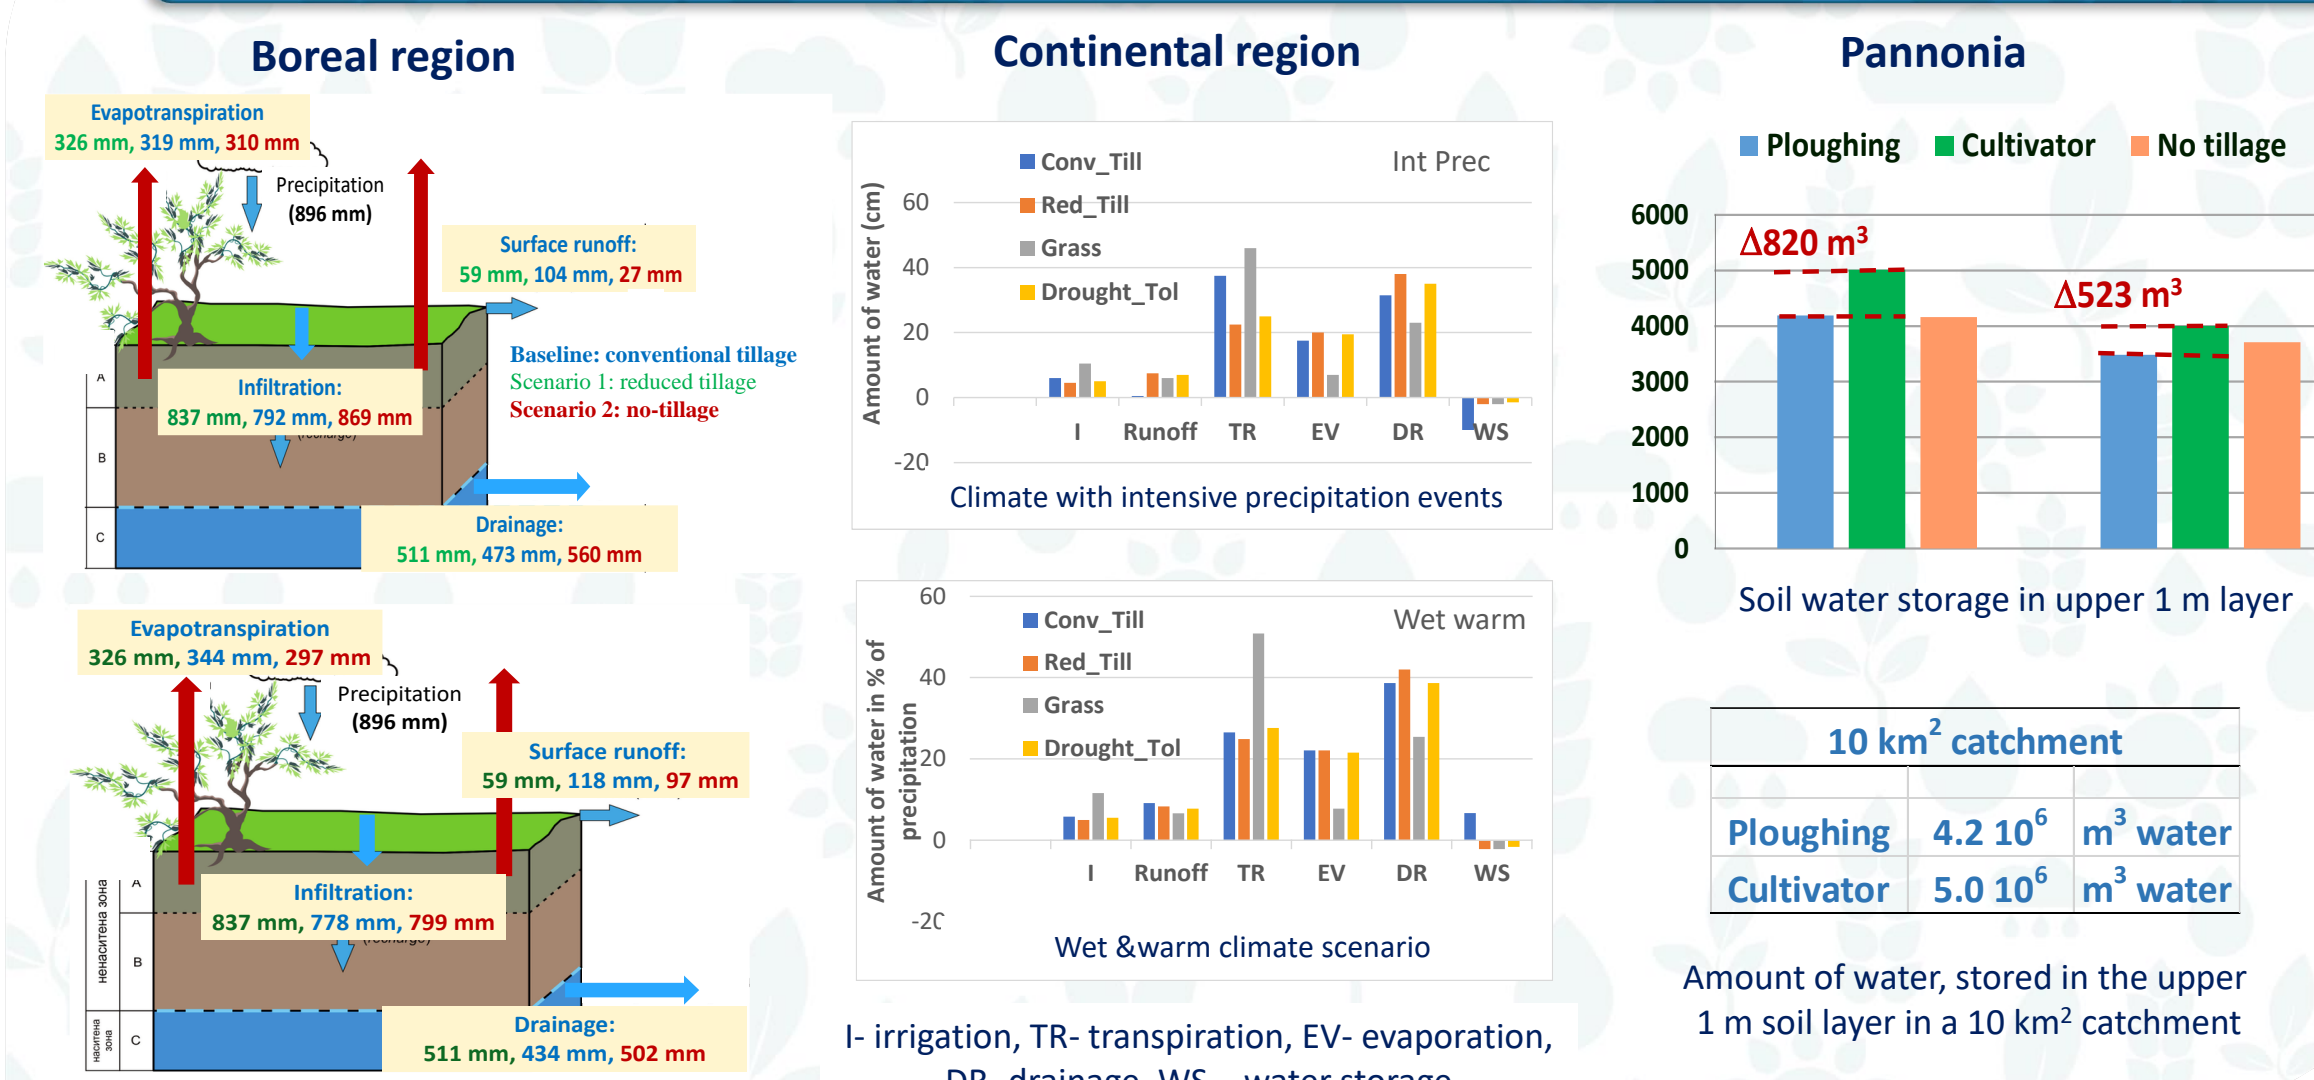 Boreal region
Evapotranspiration
326 mm, 319 mm, 310 mm
Precipitation
(896 mm)
Surface runoff:
59 mm, 104 mm, 27 mm
Baseline: conventional tillage
Scenario 1: reduced tillage
Scenario 2: no-tillage
A
Infiltration:
837 mm, 792 mm, 869 mm
(recharge)
B
C
Drainage:
511 mm, 473 mm, 560 mm
Evapotranspiration
326 mm, 344 mm, 297 mm
Precipitation
(896 mm)
Surface runoff:
59 mm, 118 mm, 97 mm
ненаситена зона
A
Infiltration:
837 mm, 778 mm, 799 mm
(recharge)
B
наситена
зона
C
Drainage:
511 mm, 434 mm, 502 mm
Continental region
Int Prec
Conv_Till
Red_Till
Grass
Drought_Tol
Amount of water (cm)
60
40
20
0
-20
I Runoff TR EV DR WS
Climate with intensive precipitation events
Wet warm
Conv_Till
Red_Till
Grass
Drought_Tol
Amount of water in % of
precipitation
60
40
20
0
-20
I Runoff TR EV DR WS
Wet &warm climate scenario
I- irrigation, TR- transpiration, EV- evaporation,
DR- drainage, WS - water storage
Pannonia
Ploughing Cultivator No tillage
6000
5000
4000
3000
2000
1000
0
Δ820 m³
Δ523 m³
Soil water storage in upper 1 m layer
10 km² catchment
Ploughing 4.2 10⁶ m³ water
Cultivator 5.0 10⁶ m³ water
Amount of water, stored in the upper
1 m soil layer in a 10 km² catchment